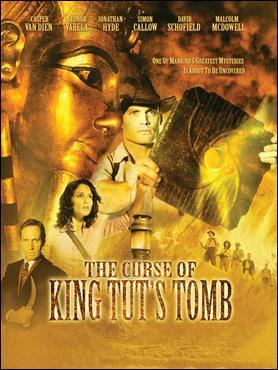 CASPER VAN DIEN
LEONOR VARELA
JONATHAN HYDE
SIMON CALLOW
DAVID SCHOFIELD
MALCOLM MCDOWELL
ONE OF MANKIND'S GREATEST MYSTERIES
IS ABOUT TO BE UNCOVERED
THE CURSE OF
KING TUT'S TOMB